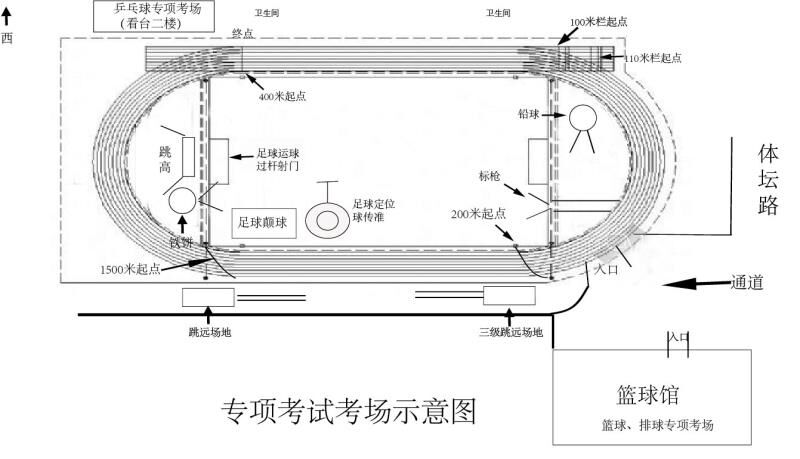 乒乓球专项考场
(看台二楼)
卫生间
卫生间
西
终点
100米栏起点
110米栏起点
400米起点
铅球
跳高
足球运球
过杆射门
体坛路
标枪
足球定位
球传准
足球颠球
200米起点
铁饼
1500米起点
入口
通道
跳远场地
三级跳远场地
入口
篮球馆
篮球、排球专项考场
专项考试考场示意图